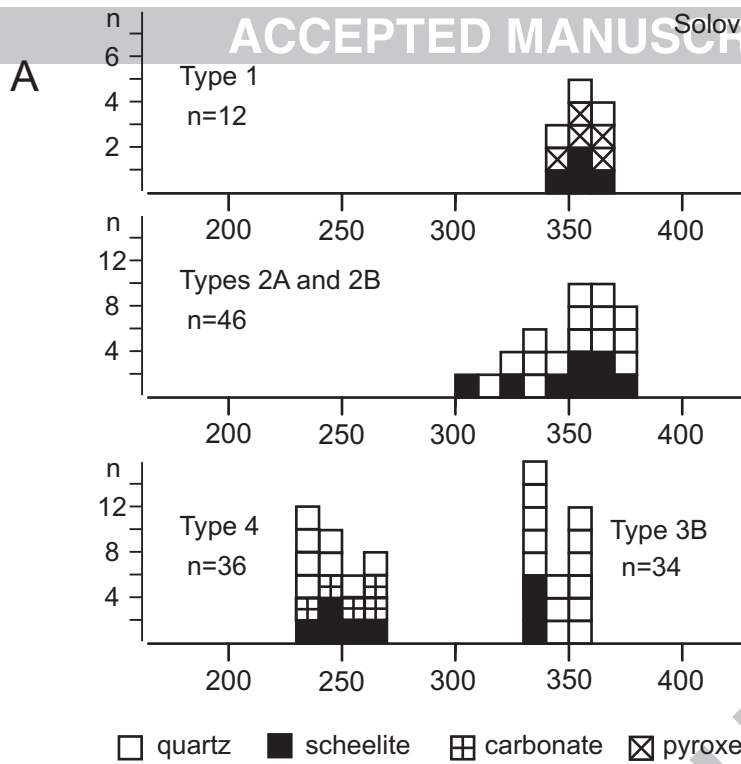 ACCEPTED MANUSCR
Solov
A
n
6
4
2
Type 1
n=12
200 250 300 350 400
n
12
8
4
Types 2A and 2B
n=46
200 250 300 350 400
n
12
8
4
Type 4
n=36
Type 3B
n=34
200 250 300 350 400
quartz scheelite carbonate pyroxe